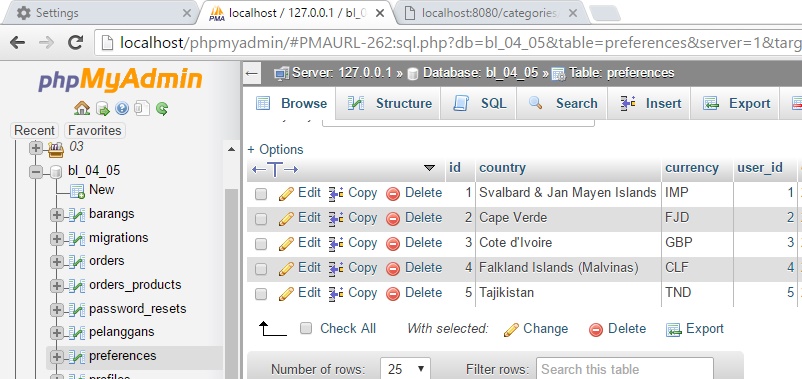 Settings
localhost / 127.0.0.1 / bl_0
localhost:8080/categories
localhost/phpmyadmin/#PMAURL-262:sql.php?db=bl_04_05&table=preferences&server=1&targ
phpMyAdmin
Recent Favorites
03
bl_04_05
New
barangs
migrations
orders
orders_products
password_resets
pelanggans
preferences
profiles
Server: 127.0.0.1 » Database: bl_04_05 » Table: preferences
Browse Structure SQL Search Insert Export
+ Options
id country currency user_id
Edit Copy Delete 1 Svalbard & Jan Mayen Islands IMP 1
Edit Copy Delete 2 Cape Verde FJD 2
Edit Copy Delete 3 Cote d'Ivoire GBP 3
Edit Copy Delete 4 Falkland Islands (Malvinas) CLF 4
Edit Copy Delete 5 Tajikistan TND 5
Check All With selected: Change Delete Export
Number of rows: 25 Filter rows: Search this table